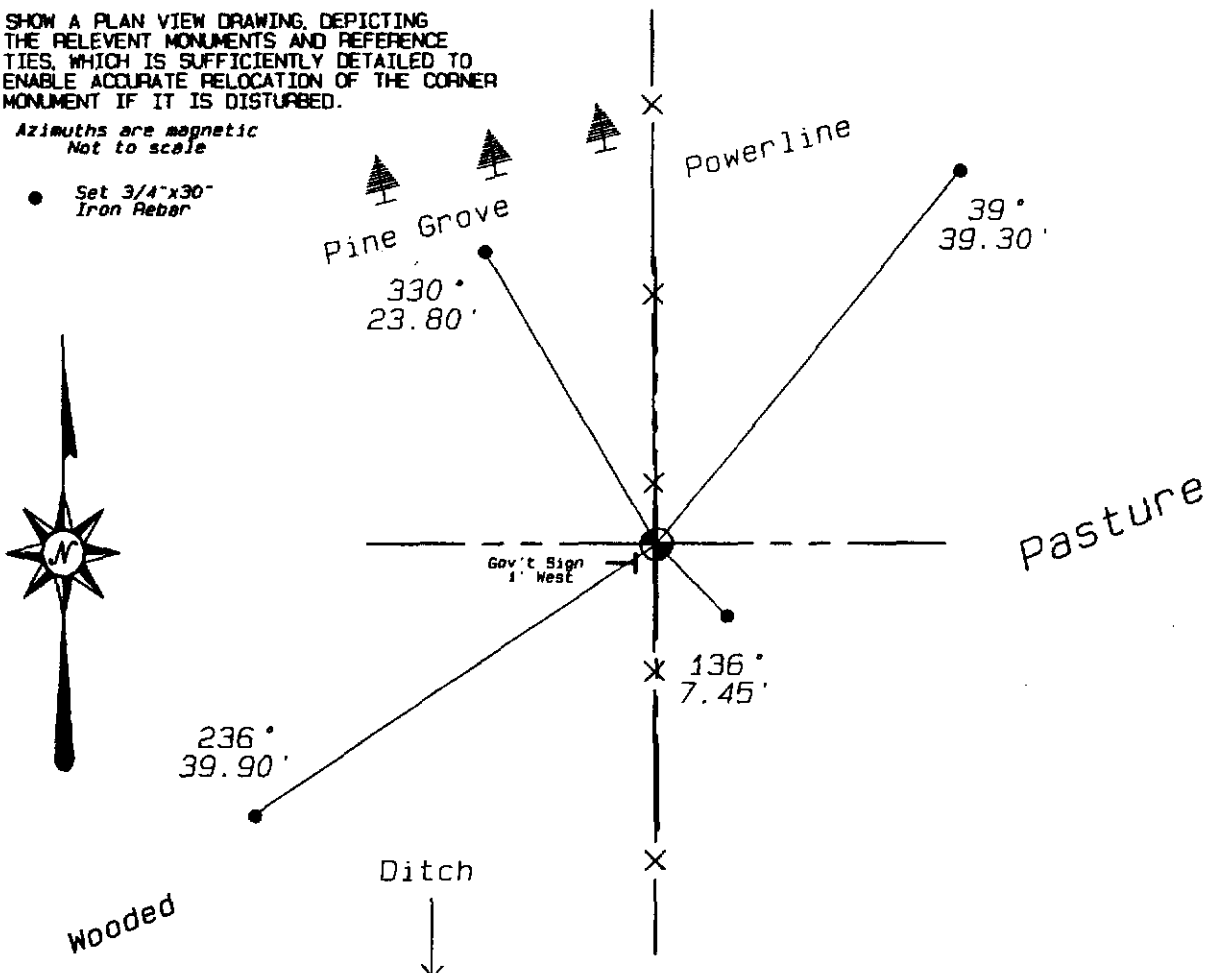 SHOW A PLAN VIEW DRAWING, DEPICTING
THE RELEVENT MONUMENTS AND REFERENCE
TIES, WHICH IS SUFFICIENTLY DETAILED TO
ENABLE ACCURATE RELOCATION OF THE CORNER
MONUMENT IF IT IS DISTURBED.
Azimuths are magnetic
Not to scale
Set 3/4"x30"
Iron Rebar
Powerline
Pine Grove
39°
39.30'
330°
23.80'
N
Gov't Sign
1' West
Pasture
136°
7.45'
236°
39.90'
Ditch
Wooded